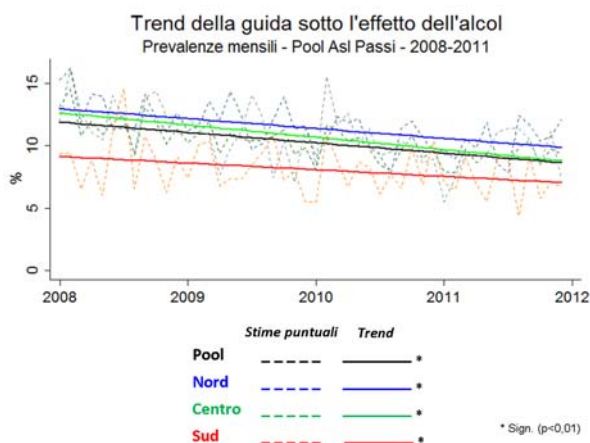 Trend della guida sotto l'effetto dell'alcol
Prevalenze mensili - Pool Asl Passi - 2008-2011
15
10
%
5
0
2008 2009 2010 2011 2012
Stime puntuali Trend
Pool *
Nord *
Centro *
Sud *
* Sign. (p<0,01)